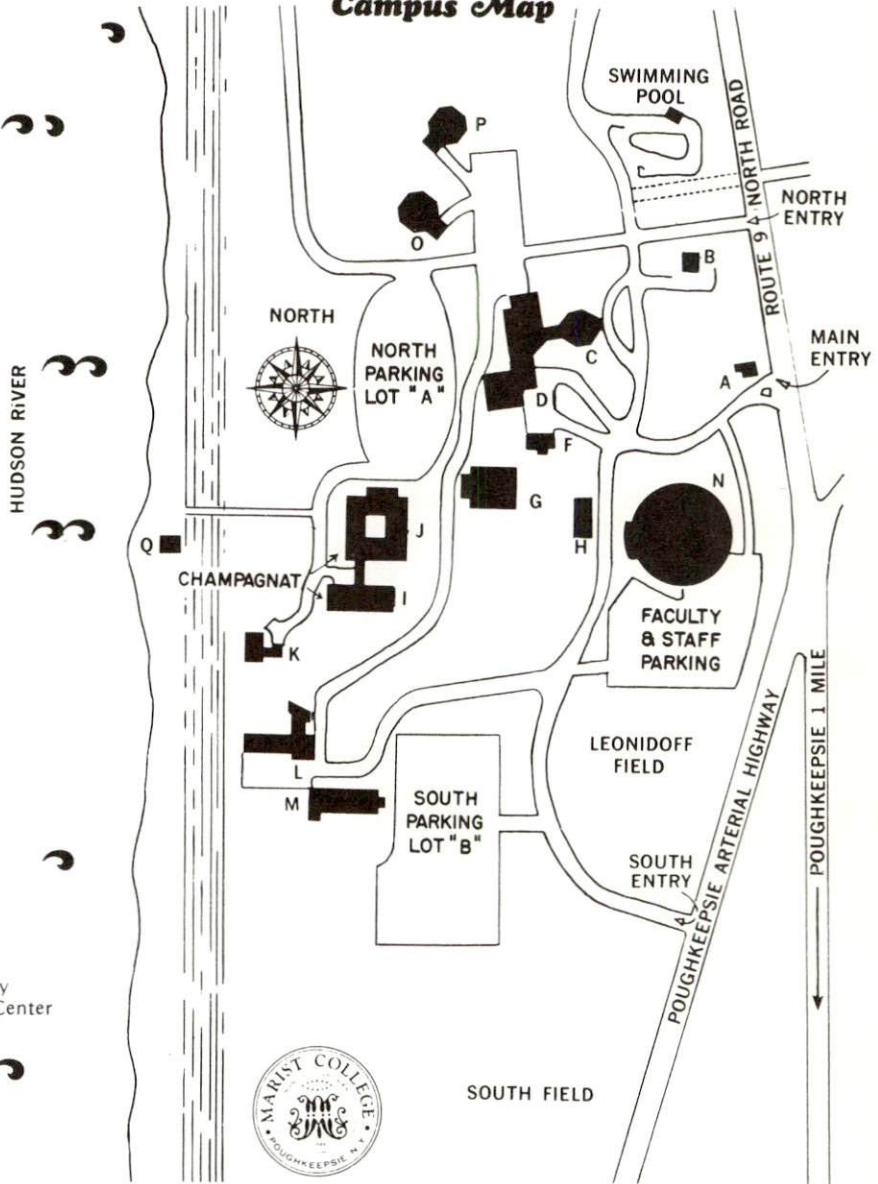 Campus Map
SWIMMING
POOL
P
ROUTE 9 NORTH ROAD
NORTH
ENTRY
O
B
NORTH
MAIN
ENTRY
NORTH
PARKING
LOT "A"
C
A
D
F
HUDSON RiVER
G
N
H
J
Q
CHAMPAGNAT
I
FACULTY
& STAFF
PARKING
K
LEONIDOFF
FIELD
L
M
SOUTH
PARKING
LOT "B"
SOUTH
ENTRY
POUGHKEEPSIE ARTERIAL HIGHWAY
POUGHKEEPSIE 1 MILE
y
Center
MARIST COLLEGE
POUGHKEEPSIE N.Y.
SOUTH FIELD